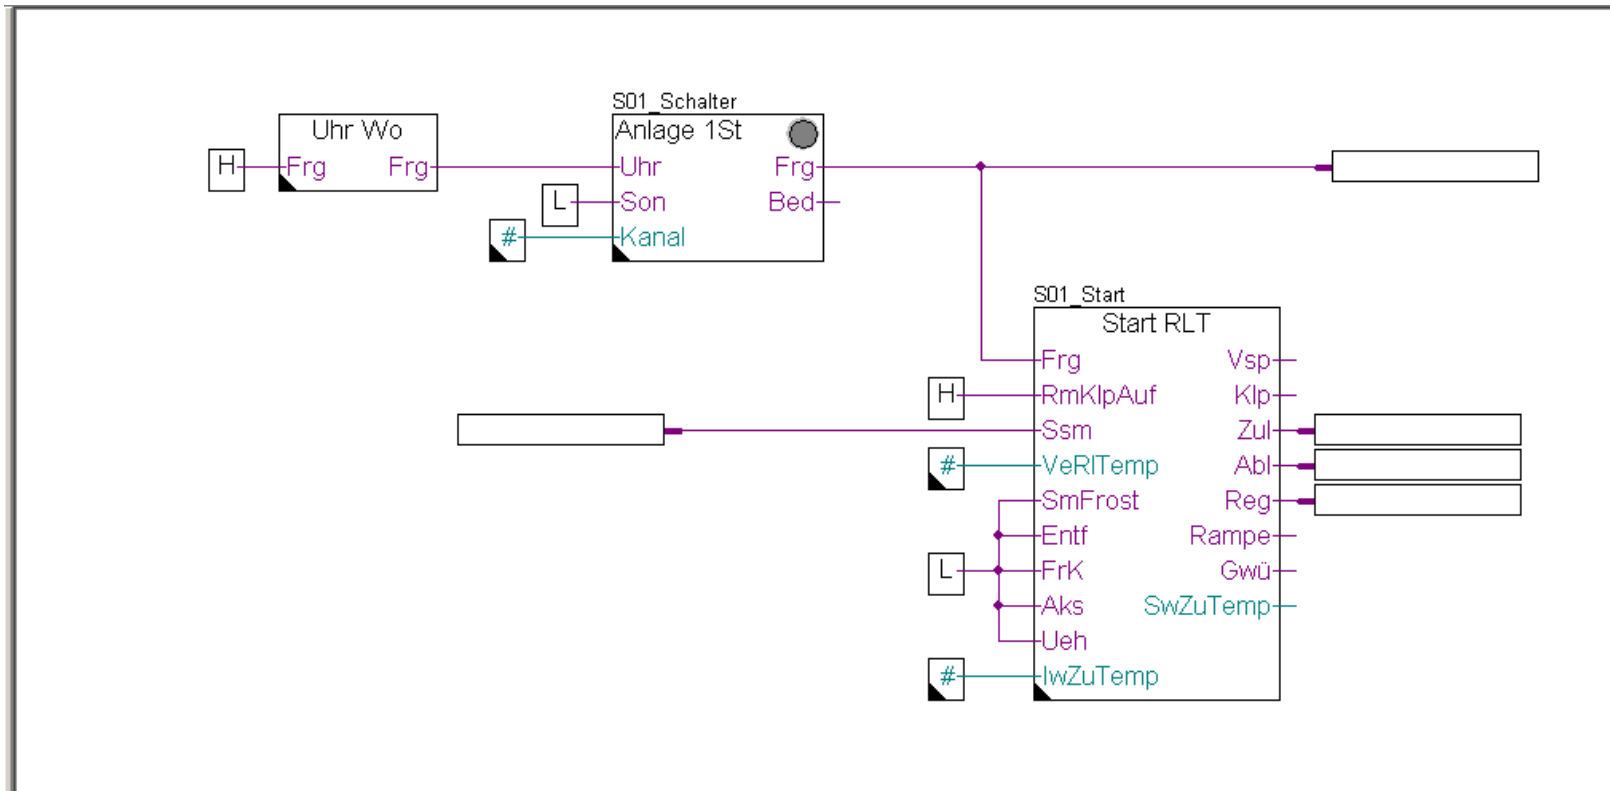 S01_Schalter
Uhr Wo
Anlage 1St
H
Frg
Frg
Uhr
Frg
L
Son
Bed
#
Kanal
S01_Start
Start RLT
Frg
Vsp
H
RmKlpAuf
Klp
Ssm
Zul
#
VeRlTemp
Abl
SmFrost
Reg
Entf
Rampe
L
FrK
Gwü
Aks
SwZuTemp
Ueh
#
IwZuTemp